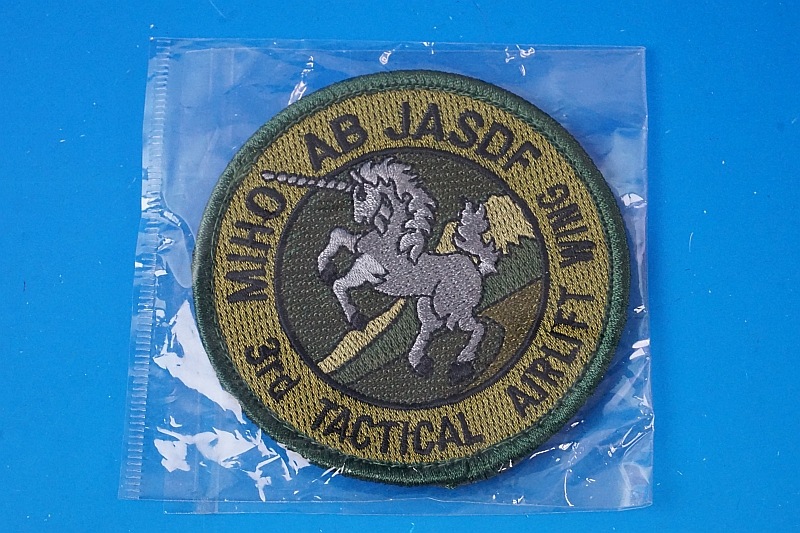 MIHO AB JASDF
3rd TACTICAL AIRLIFT WING